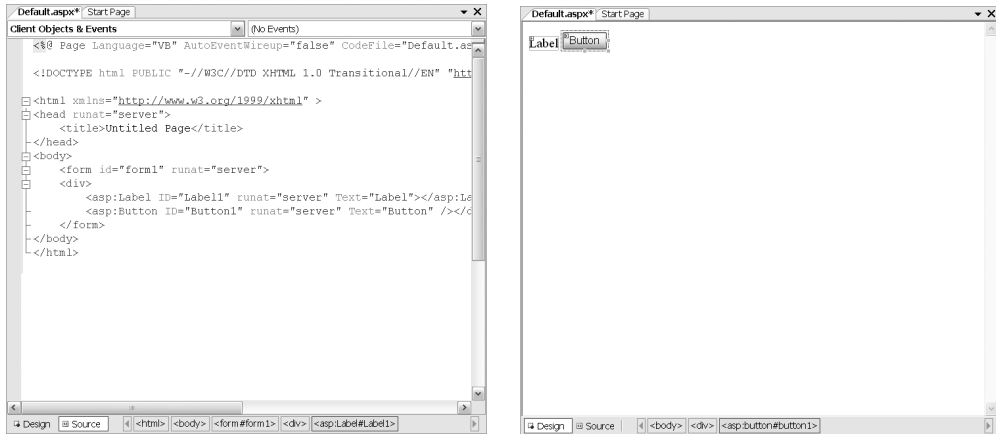 Default.aspx* Start Page
Client Objects & Events (No Events)
<%@ Page Language="VB" AutoEventWireup="false" CodeFile="Default.as
<!DOCTYPE html PUBLIC "-//W3C//DTD XHTML 1.0 Transitional//EN" "htt
<html xmlns="http://www.w3.org/1999/xhtml" >
<head runat="server">
<title>Untitled Page</title>
</head>
<body>
<form id="form1" runat="server">
<div>
<asp:Label ID="Label1" runat="server" Text="Label"></asp:La
<asp:Button ID="Button1" runat="server" Text="Button" /></d
</form>
</body>
</html>
Design Source <html> <body> <form#form1> <div> <asp:Label#Label1>
Default.aspx* Start Page
Label Button
Design Source <body> <div> <asp:button#button1>